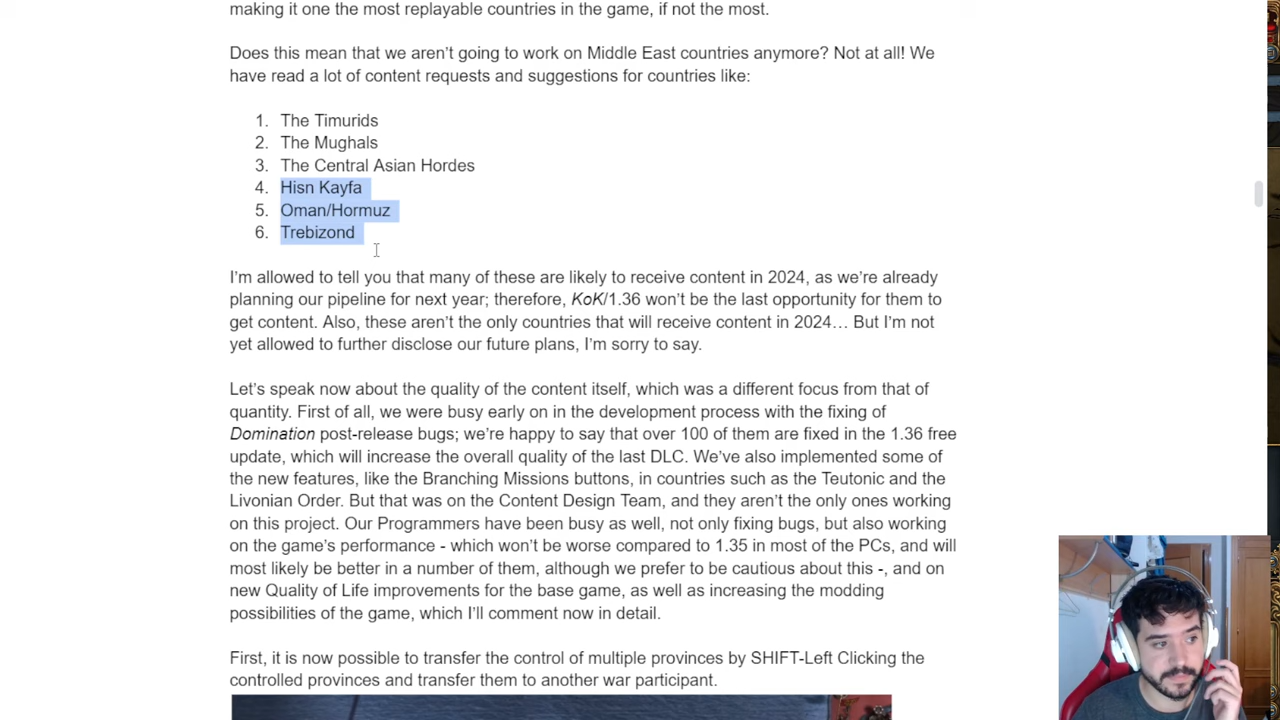 making it one the most replayable countries in the game, if not the most.
Does this mean that we aren't going to work on Middle East countries anymore? Not at all! We
have read a lot of content requests and suggestions for countries like:
1. The Timurids
2. The Mughals
3. The Central Asian Hordes
4. Hisn Kayfa
5. Oman/Hormuz
6. Trebizond
I'm allowed to tell you that many of these are likely to receive content in 2024, as we're already
planning our pipeline for next year; therefore, KoK/1.36 won't be the last opportunity for them to
get content. Also, these aren't the only countries that will receive content in 2024… But I'm not
yet allowed to further disclose our future plans, I'm sorry to say.
Let's speak now about the quality of the content itself, which was a different focus from that of
quantity. First of all, we were busy early on in the development process with the fixing of
Domination post-release bugs; we're happy to say that over 100 of them are fixed in the 1.36 free
update, which will increase the overall quality of the last DLC. We've also implemented some of
the new features, like the Branching Missions buttons, in countries such as the Teutonic and the
Livonian Order. But that was on the Content Design Team, and they aren't the only ones working
on this project. Our Programmers have been busy as well, not only fixing bugs, but also working
on the game's performance - which won't be worse compared to 1.35 in most of the PCs, and will
most likely be better in a number of them, although we prefer to be cautious about this -, and on
new Quality of Life improvements for the base game, as well as increasing the modding
possibilities of the game, which I'll comment now in detail.
First, it is now possible to transfer the control of multiple provinces by SHIFT-Left Clicking the
controlled provinces and transfer them to another war participant.